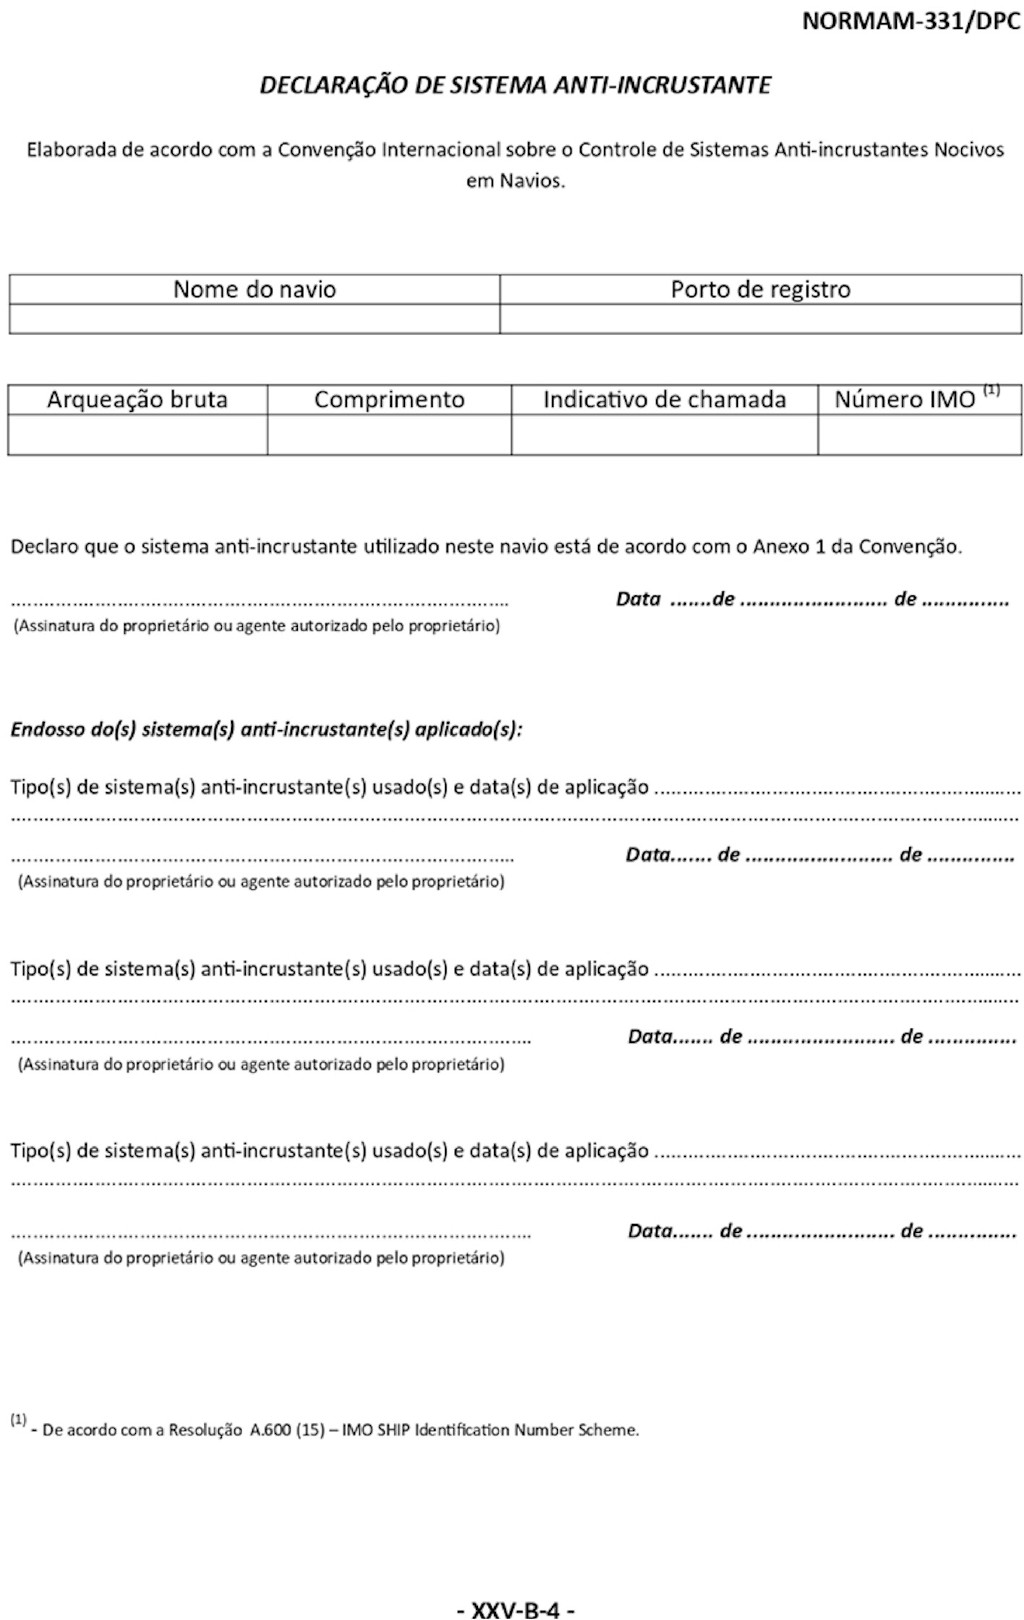 NORMAM-331/DPC
DECLARAÇÃO DE SISTEMA ANTI-INCRUSTANTE
Elaborada de acordo com a Convenção Internacional sobre o Controle de Sistemas Anti-incrustantes Nocivos
em Navios.
Nome do navio Porto de registro
Arqueação bruta Comprimento Indicativo de chamada Número IMO (1)
Declaro que o sistema anti-incrustante utilizado neste navio está de acordo com o Anexo 1 da Convenção.
.......................................................................................... Data .......de ......................... de ...............
(Assinatura do proprietário ou agente autorizado pelo proprietário)
Endosso do(s) sistema(s) anti-incrustante(s) aplicado(s):
Tipo(s) de sistema(s) anti-incrustante(s) usado(s) e data(s) de aplicação ..................................................................
......................................................................................................................................................................................
.......................................................................................... Data....... de ......................... de ...............
(Assinatura do proprietário ou agente autorizado pelo proprietário)
Tipo(s) de sistema(s) anti-incrustante(s) usado(s) e data(s) de aplicação ..................................................................
......................................................................................................................................................................................
............................................................................................. Data....... de ......................... de ...............
(Assinatura do proprietário ou agente autorizado pelo proprietário)
Tipo(s) de sistema(s) anti-incrustante(s) usado(s) e data(s) de aplicação ..................................................................
......................................................................................................................................................................................
............................................................................................. Data....... de ......................... de ...............
(Assinatura do proprietário ou agente autorizado pelo proprietário)
(1) - De acordo com a Resolução A.600 (15) – IMO SHIP Identification Number Scheme.
- XXV-B-4 -